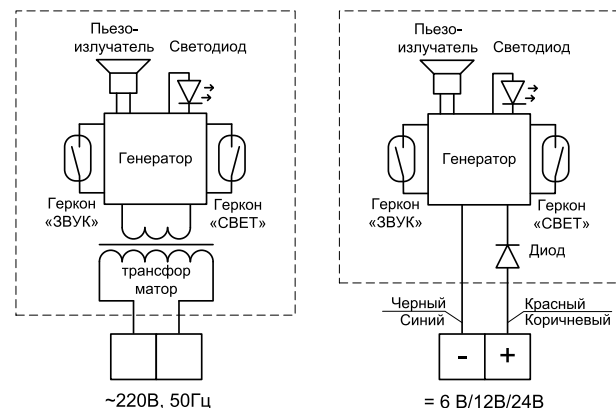 Пьезо-
излучатель
Светодиод
Генератор
Геркон
«ЗВУК»
Геркон
«СВЕТ»
трансфор
матор
~220В, 50Гц
Пьезо-
излучатель
Светодиод
Генератор
Геркон
«ЗВУК»
Геркон
«СВЕТ»
Диод
Черный
Синий
Красный
Коричневый
- +
= 6 В/12В/24В